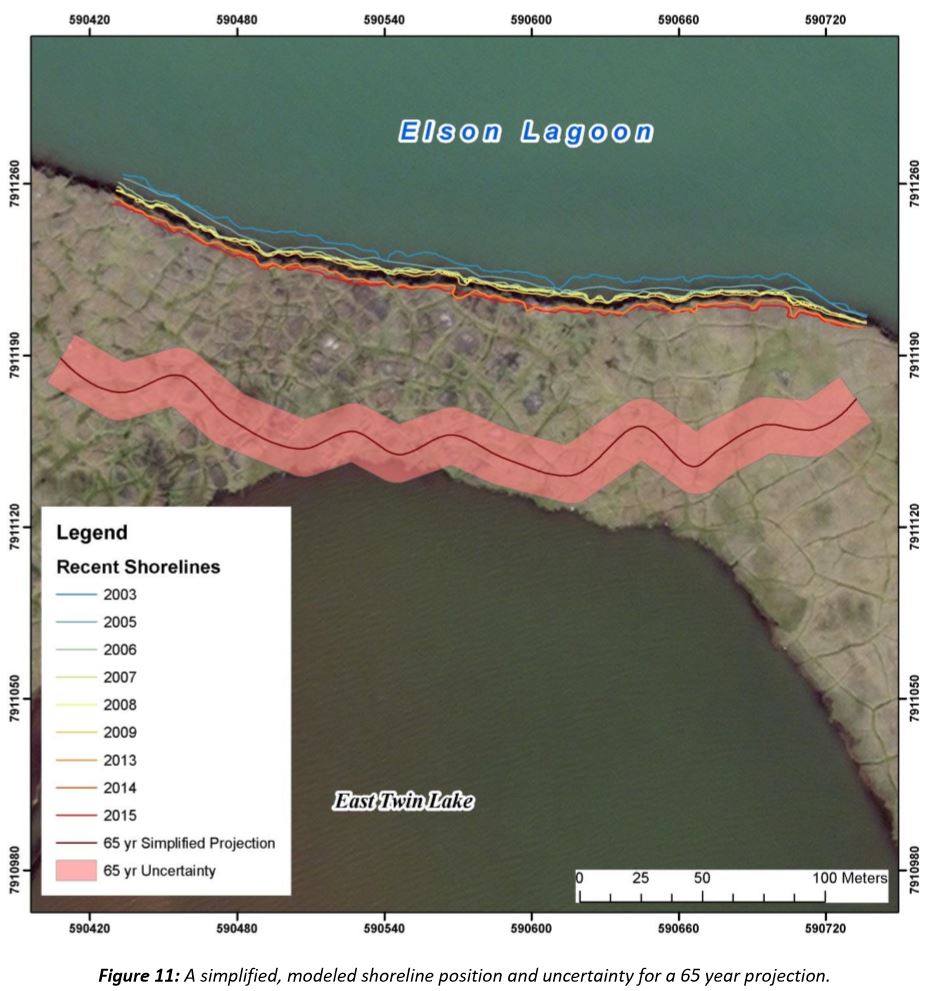 590420 590480 590540 590600 590660 590720
Elson Lagoon
7911260 7911260
7911190 7911190
7911120 7911120
7911050 7911050
7910980 7910980
Legend
Recent Shorelines
2003
2005
2006
2007
2008
2009
2013
2014
2015
65 yr Simplified Projection
65 yr Uncertainty
East Twin Lake
0 25 50 100 Meters
590420 590480 590540 590600 590660 590720
Figure 11: A simplified, modeled shoreline position and uncertainty for a 65 year projection.